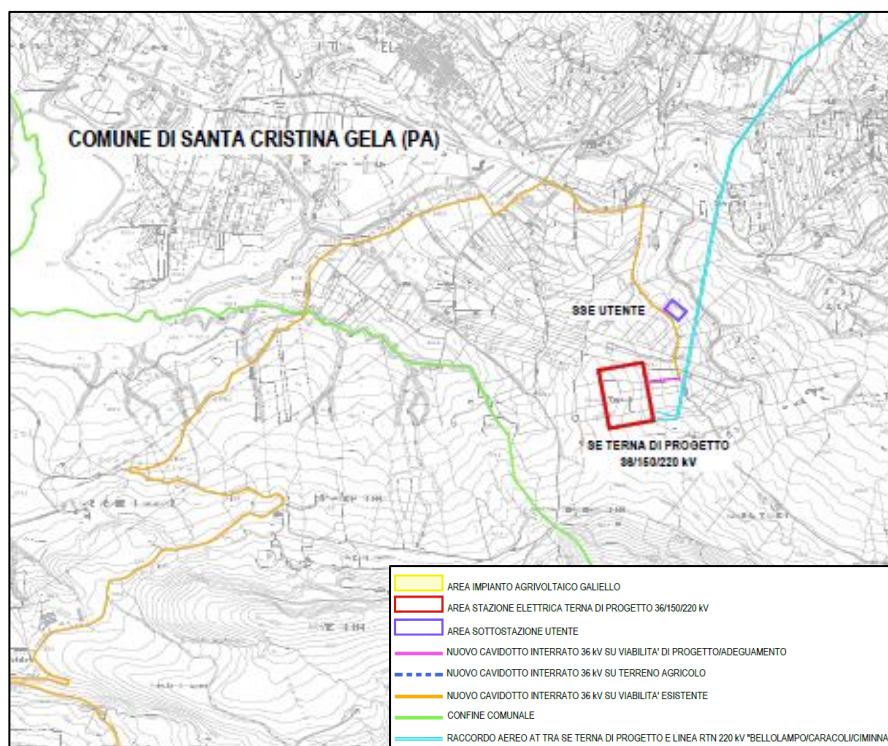 COMUNE DI SANTA CRISTINA GELA (PA)
SSE UTENTE
SE TERNA DI PROGETTO
36/150/220 kV
AREA IMPIANTO AGRIVOLTAICO GALIELLO
AREA STAZIONE ELETTRICA TERNA DI PROGETTO 36/150/220 kV
AREA SOTTOSTAZIONE UTENTE
NUOVO CAVIDOTTO INTERRATO 36 kV SU VIABILITA' DI PROGETTO/ADEGUAMENTO
NUOVO CAVIDOTTO INTERRATO 36 kV SU TERRENO AGRICOLO
NUOVO CAVIDOTTO INTERRATO 36 kV SU VIABILITA' ESISTENTE
CONFINE COMUNALE
RACCORDO AEREO AT TRA SE TERNA DI PROGETTO E LINEA RTN 220 kV "BELLOLAMPO/CARACOLI/CIMINNA